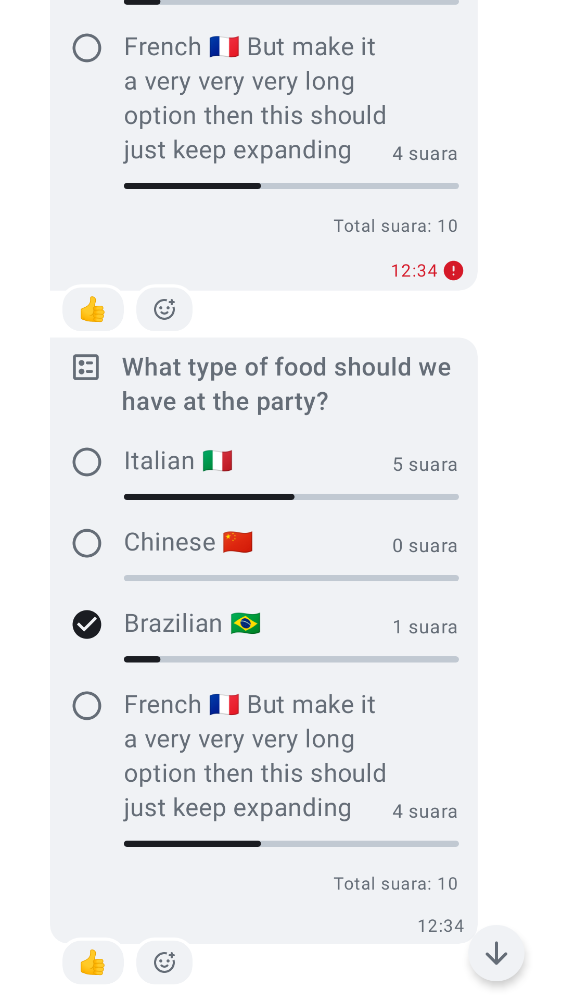 French 🇫🇷 But make it
a very very very long
option then this should
just keep expanding 4 suara
Total suara: 10
12:34
What type of food should we
have at the party?
Italian 🇮🇹 5 suara
Chinese 🇨🇳 0 suara
Brazilian 🇧🇷 1 suara
French 🇫🇷 But make it
a very very very long
option then this should
just keep expanding 4 suara
Total suara: 10
12:34